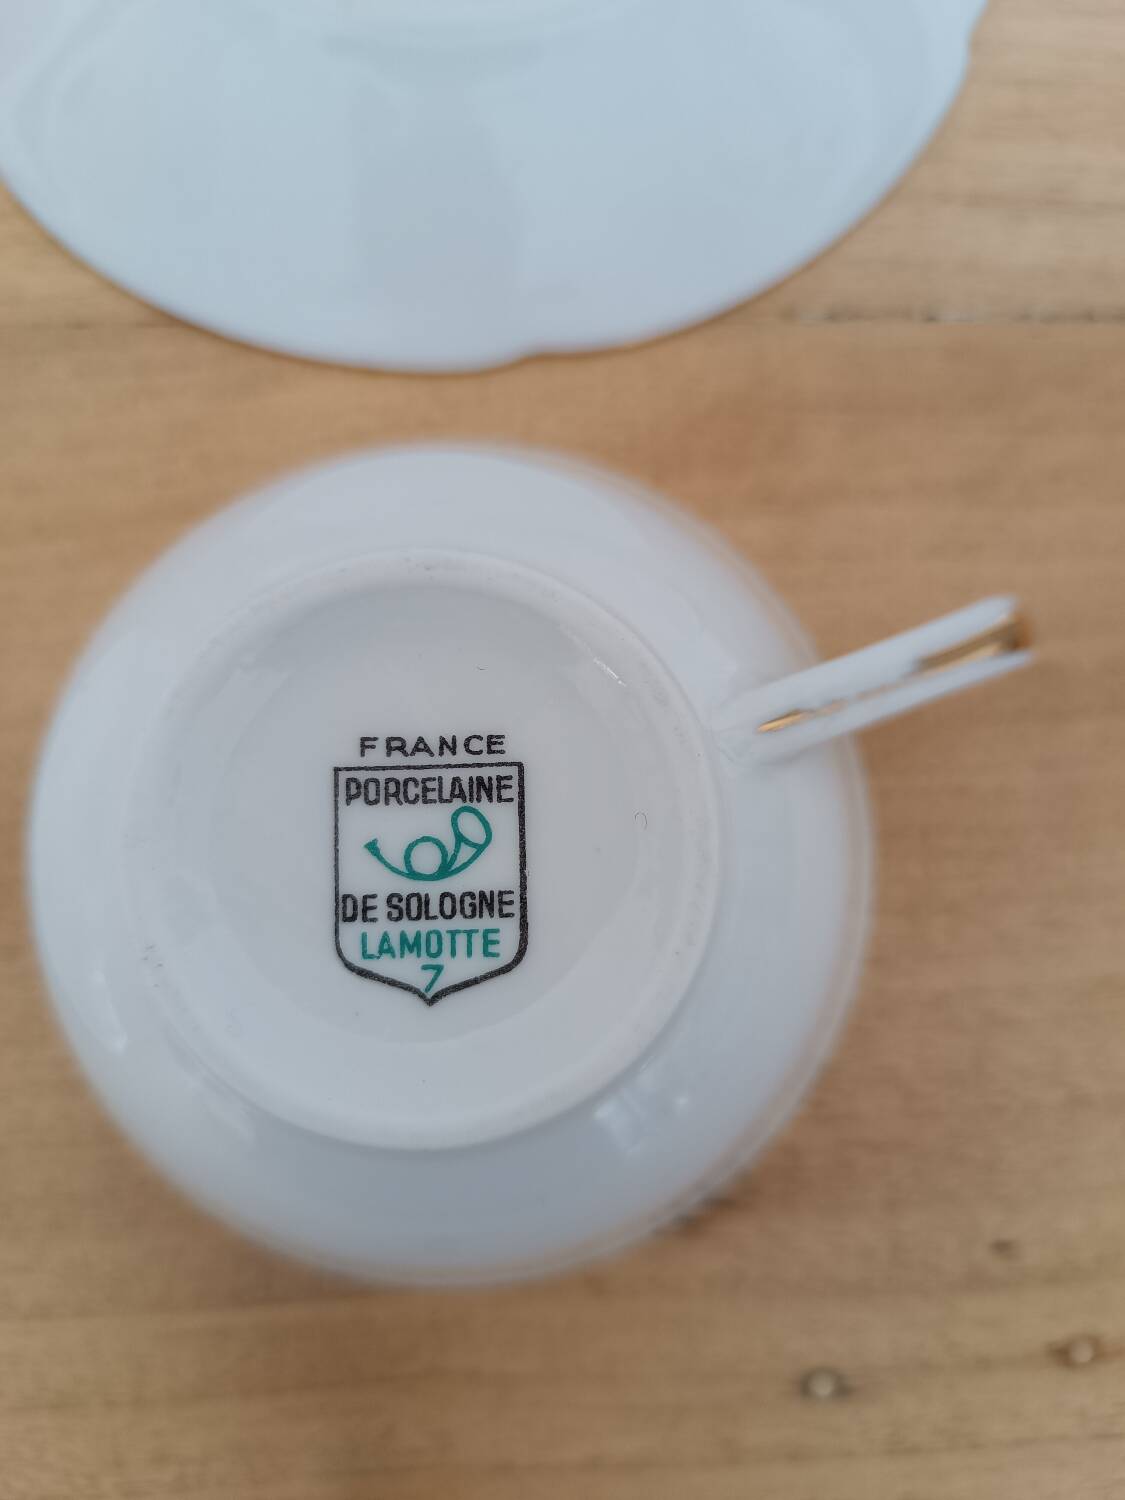 FRANCE
PORCELAINE
DE SOLOGNE
LAMOTTE
7